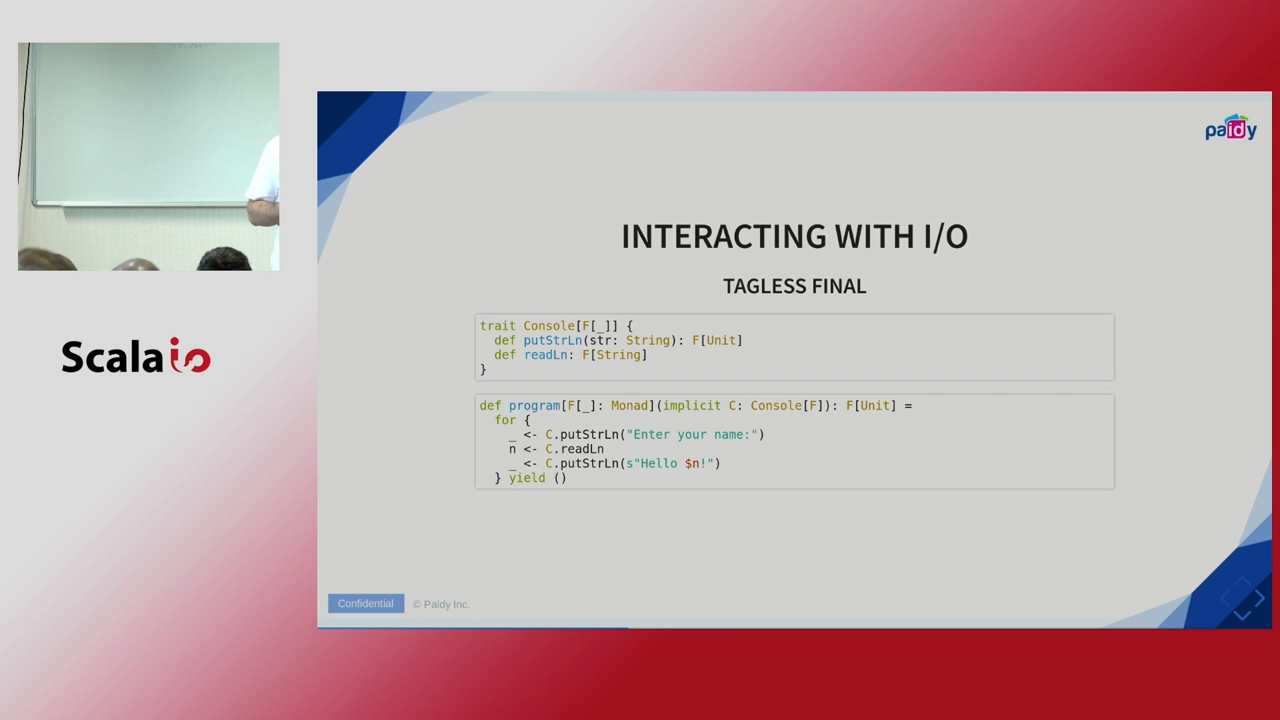 paidy
INTERACTING WITH I/O
TAGLESS FINAL
trait Console[F[_]] {
  def putStrLn(str: String): F[Unit]
  def readLn: F[String]
}
def program[F[_]: Monad](implicit C: Console[F]): F[Unit] =
  for {
    _ <- C.putStrLn("Enter your name:")
    n <- C.readLn
    _ <- C.putStrLn(s"Hello $n!")
  } yield ()
Scala io
Confidential © Paidy Inc.